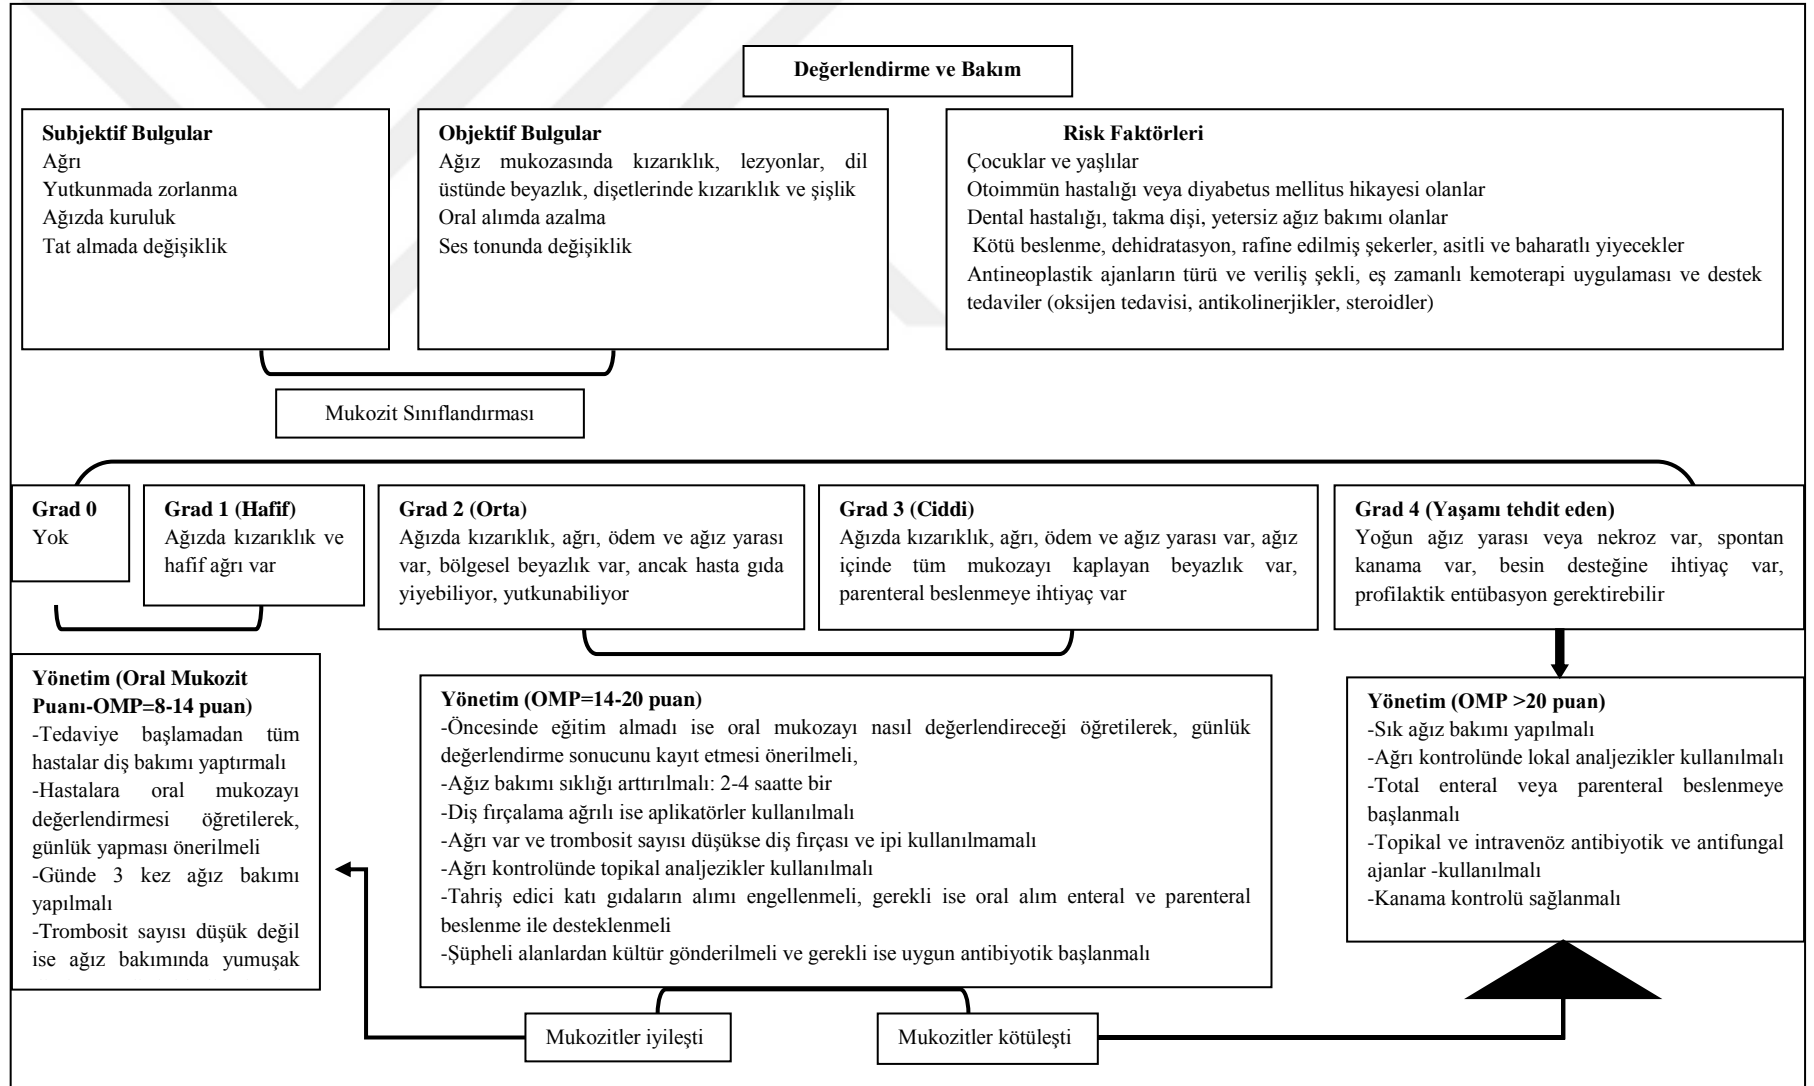 Değerlendirme ve Bakım
Subjektif Bulgular
Ağrı
Yutkunmada zorlanma
Ağızda kuruluk
Tat almada değişiklik
Objektif Bulgular
Ağız mukozasında kızarıklık, lezyonlar, dil
üstünde beyazlık, dişetlerinde kızarıklık ve şişlik
Oral alımda azalma
Ses tonunda değişiklik
Risk Faktörleri
Çocuklar ve yaşlılar
Otoimmün hastalığı veya diyabetus mellitus hikayesi olanlar
Dental hastalığı, takma dişi, yetersiz ağız bakımı olanlar
Kötü beslenme, dehidratasyon, rafine edilmiş şekerler, asitli ve baharatlı yiyecekler
Antineoplastik ajanların türü ve veriliş şekli, eş zamanlı kemoterapi uygulaması ve destek
tedaviler (oksijen tedavisi, antikolinerjikler, steroidler)
Mukozit Sınıflandırması
Grad 0
Yok
Grad 1 (Hafif)
Ağızda kızarıklık ve
hafif ağrı var
Grad 2 (Orta)
Ağızda kızarıklık, ağrı, ödem ve ağız yarası
var, bölgesel beyazlık var, ancak hasta gıda
yiyebiliyor, yutkunabiliyor
Grad 3 (Ciddi)
Ağızda kızarıklık, ağrı, ödem ve ağız yarası var, ağız
içinde tüm mukozayı kaplayan beyazlık var,
parenteral beslenmeye ihtiyaç var
Grad 4 (Yaşamı tehdit eden)
Yoğun ağız yarası veya nekroz var, spontan
kanama var, besin desteğine ihtiyaç var,
profilaktik entübasyon gerektirebilir
Yönetim (Oral Mukozit
Puanı-OMP=8-14 puan)
-Tedaviye başlamadan tüm
hastalar diş bakımı yaptırmalı
-Hastalara oral mukozayı
değerlendirmesi öğretilerek,
günlük yapması önerilmeli
-Günde 3 kez ağız bakımı
yapılmalı
-Trombosit sayısı düşük değil
ise ağız bakımında yumuşak
Yönetim (OMP=14-20 puan)
-Öncesinde eğitim almadı ise oral mukozayı nasıl değerlendireceği öğretilerek, günlük
değerlendirme sonucunu kayıt etmesi önerilmeli,
-Ağız bakımı sıklığı arttırılmalı: 2-4 saatte bir
-Diş fırçalama ağrılı ise aplikatörler kullanılmalı
-Ağrı var ve trombosit sayısı düşükse diş fırçası ve ipi kullanılmamalı
-Ağrı kontrolünde topikal analjezikler kullanılmalı
-Tahriş edici katı gıdaların alımı engellenmeli, gerekli ise oral alım enteral ve parenteral
beslenme ile desteklenmeli
-Şüpheli alanlardan kültür gönderilmeli ve gerekli ise uygun antibiyotik başlanmalı
Yönetim (OMP >20 puan)
-Sık ağız bakımı yapılmalı
-Ağrı kontrolünde lokal analjezikler kullanılmalı
-Total enteral veya parenteral beslenmeye
başlanmalı
-Topikal ve intravenöz antibiyotik ve antifungal
ajanlar -kullanılmalı
-Kanama kontrolü sağlanmalı
Mukozitler iyileşti
Mukozitler kötüleşti